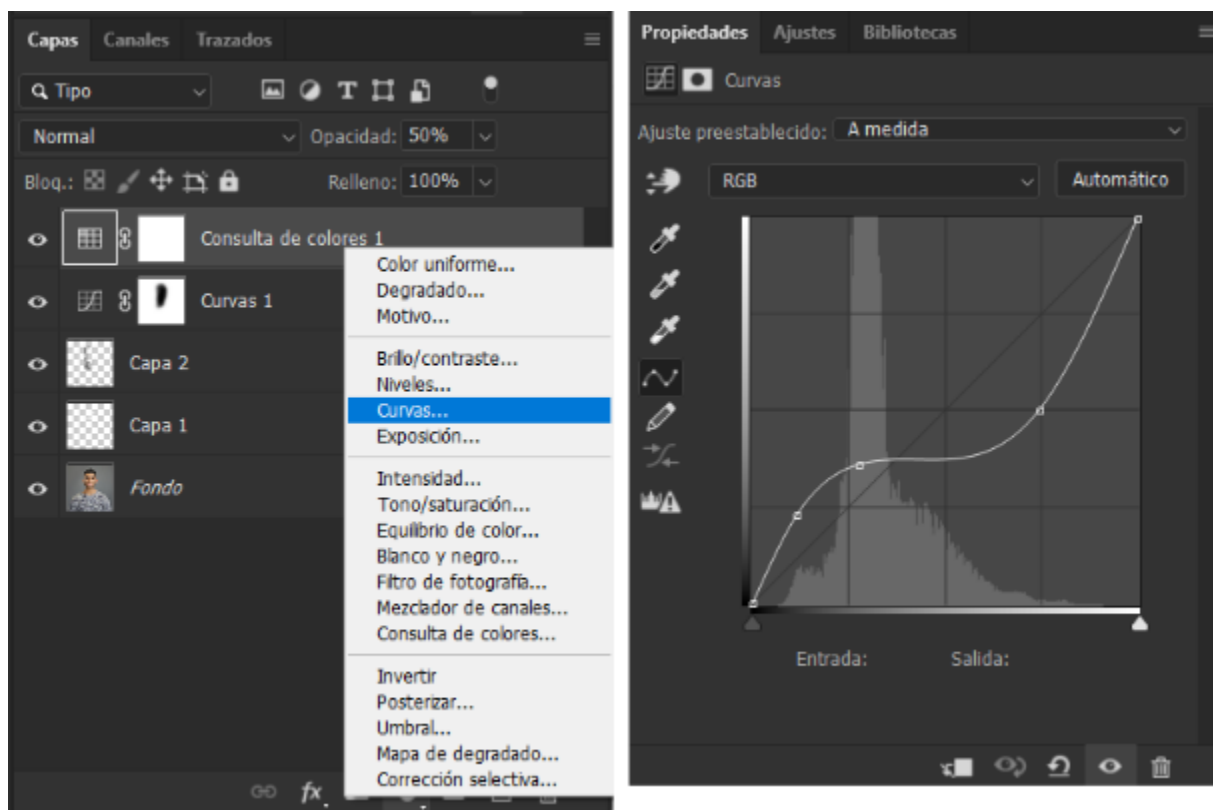 Capas Canales Trazados
Tipo
Normal Opacidad: 50%
Bloq.: Relleno: 100%
Consulta de colores 1
Curvas 1
Capa 2
Capa 1
Fondo
Color uniforme...
Degradado...
Motivo...
Brillo/contraste...
Niveles...
Curvas...
Exposición...
Intensidad...
Tono/saturación...
Equilibrio de color...
Blanco y negro...
Filtro de fotografía...
Mezclador de canales...
Consulta de colores...
Invertir
Posterizar...
Umbral...
Mapa de degradado...
Corrección selectiva...
fx
Propiedades Ajustes Bibliotecas
Curvas
Ajuste preestablecido: A medida
RGB Automático
Entrada: Salida: